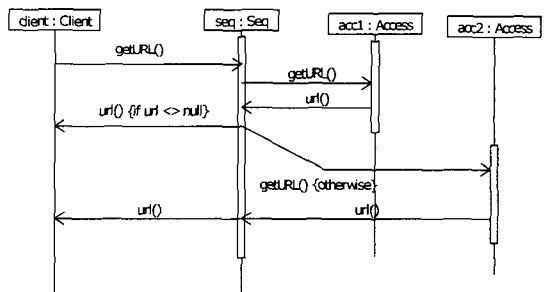 client : Client
seq : Seq
acc1 : Access
acc2 : Access
getURL()
getURL()
url()
url() {if url <> null}
getURL() {otherwise}
url()
url()